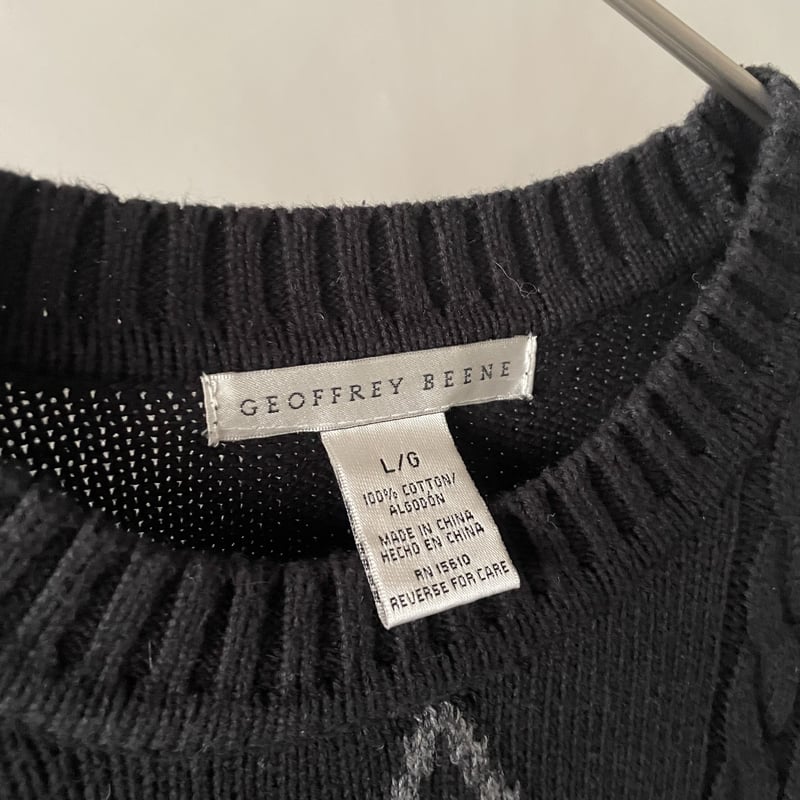 GEOFFREY BEENE
L/G
100% COTTON/
ALGODÓN
MADE IN CHINA
HECHO EN CHINA
RN 15610
REVERSE FOR CARE